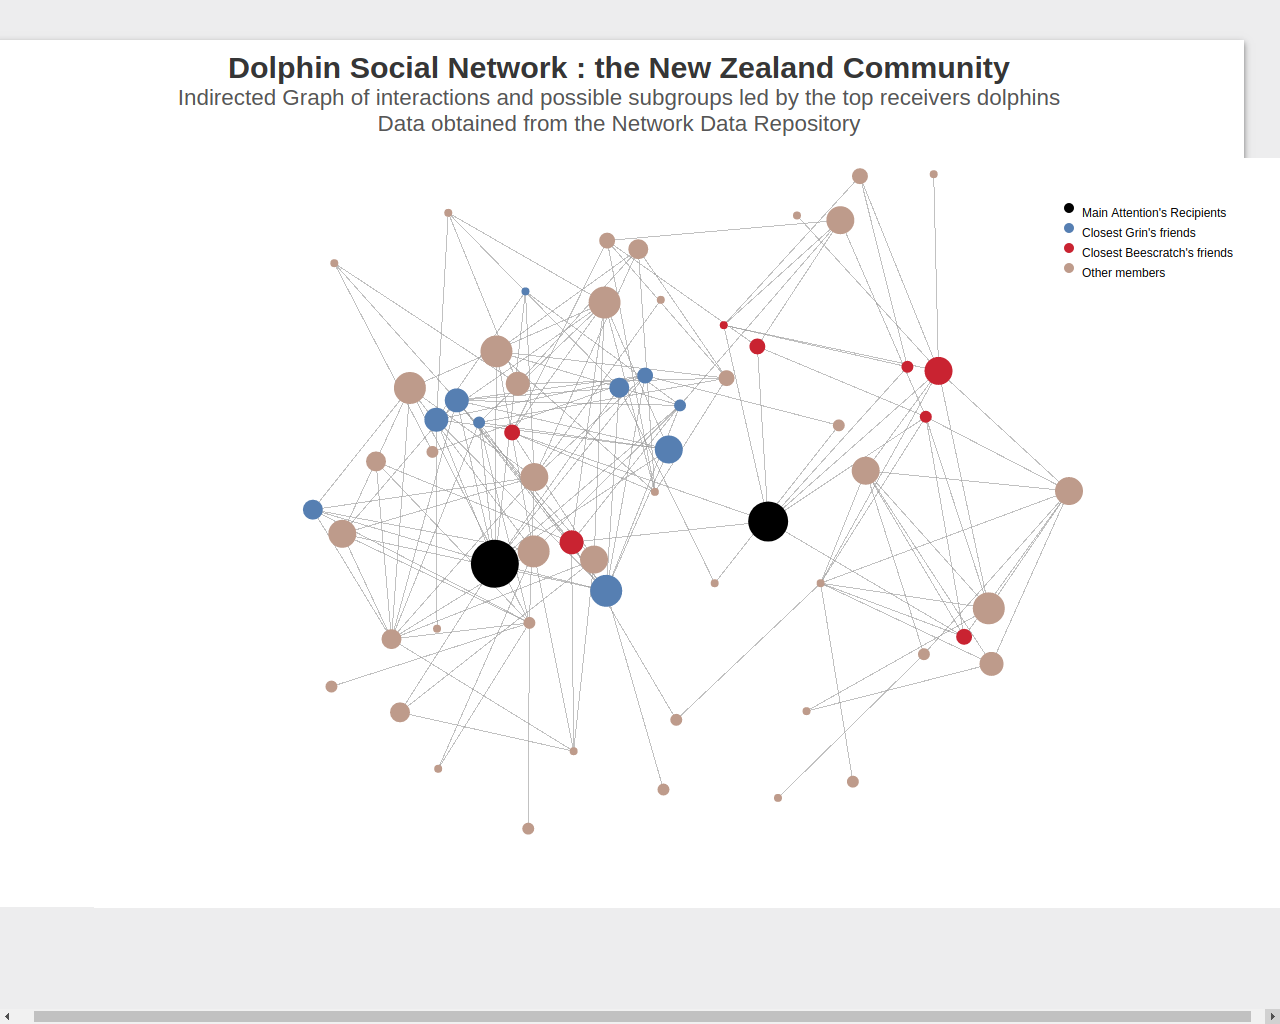 Dolphin Social Network : the New Zealand Community
Indirected Graph of interactions and possible subgroups led by the top receivers dolphins
Data obtained from the Network Data Repository
Main Attention's Recipients
Closest Grin's friends
Closest Beescratch's friends
Other members